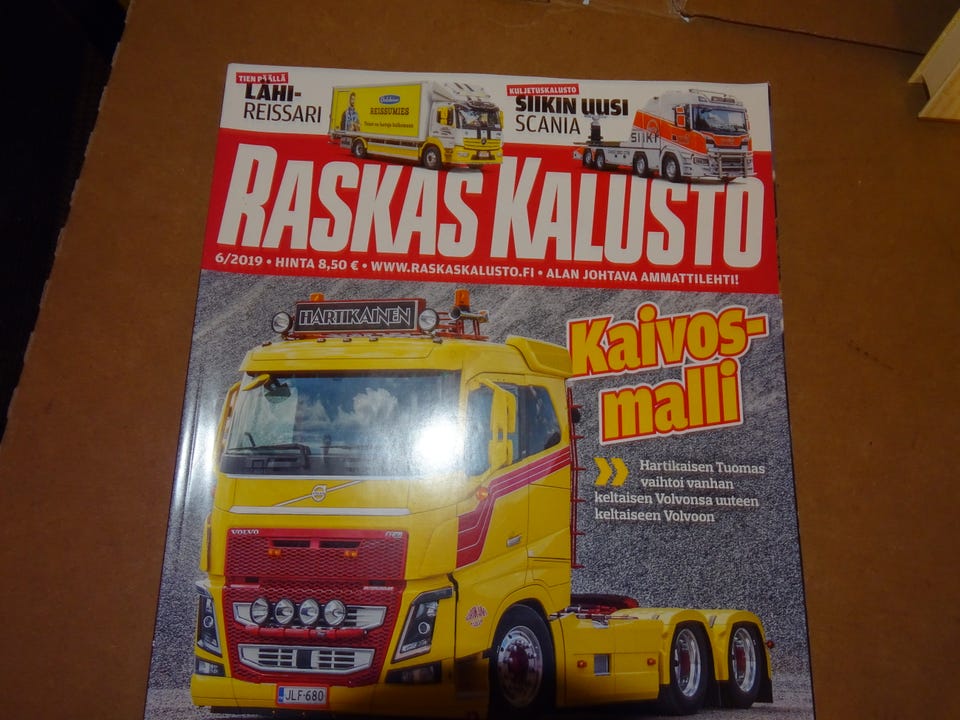 TIEN PÄÄLLÄ
LÄHI-
REISSARI
REISSUMIES
KULJETUSKALUSTO
SIIKIN UUSI
SCANIA
SIIKI
RASKAS KALUSTO
6/2019 • HINTA 8,50 € • WWW.RASKASKALUSTO.FI • ALAN JOHTAVA AMMATTILEHTI!
HARTIKAINEN
Kaivos-
malli
Hartikaisen Tuomas
vaihtoi vanhan
keltaisen Volvonsa uuteen
keltaiseen Volvoon
VOLVO
JLF-680